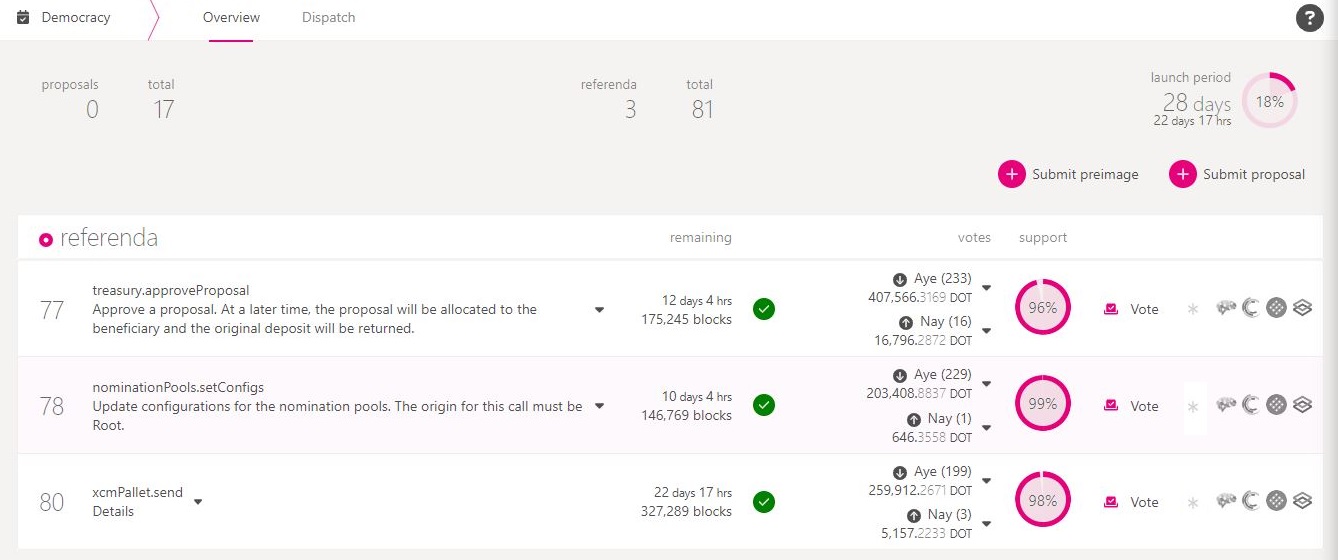 Democracy
Overview
Dispatch
?
proposals
total
0
17
referenda
total
3
81
launch period
28 days
22 days 17 hrs
18%
Submit preimage
Submit proposal
referenda
remaining
votes
support
77
treasury.approveProposal
Approve a proposal. At a later time, the proposal will be allocated to the
beneficiary and the original deposit will be returned.
12 days 4 hrs
175,245 blocks
Aye (233)
407,566.3169 DOT
Nay (16)
16,796.2872 DOT
96%
Vote
78
nominationPools.setConfigs
Update configurations for the nomination pools. The origin for this call must be
Root.
10 days 4 hrs
146,769 blocks
Aye (229)
203,408.8837 DOT
Nay (1)
646.3558 DOT
99%
Vote
80
xcmPallet.send
Details
22 days 17 hrs
327,289 blocks
Aye (199)
259,912.2671 DOT
Nay (3)
5,157.2233 DOT
98%
Vote